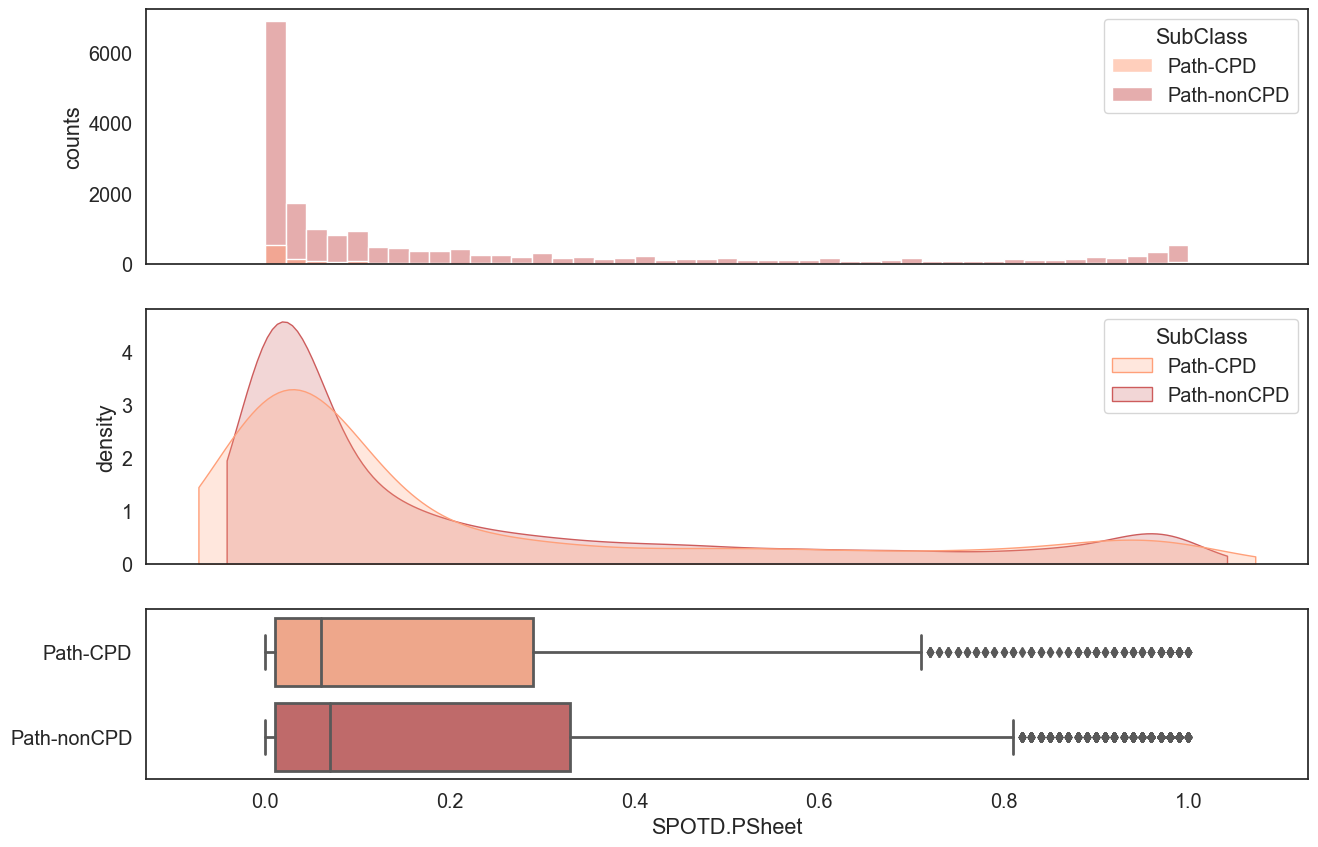 SubClass
Path-CPD
Path-nonCPD
6000
4000
2000
0
counts
SubClass
Path-CPD
Path-nonCPD
4
3
2
1
0
density
Path-CPD
Path-nonCPD
0.0 0.2 0.4 0.6 0.8 1.0
SPOTD.PSheet